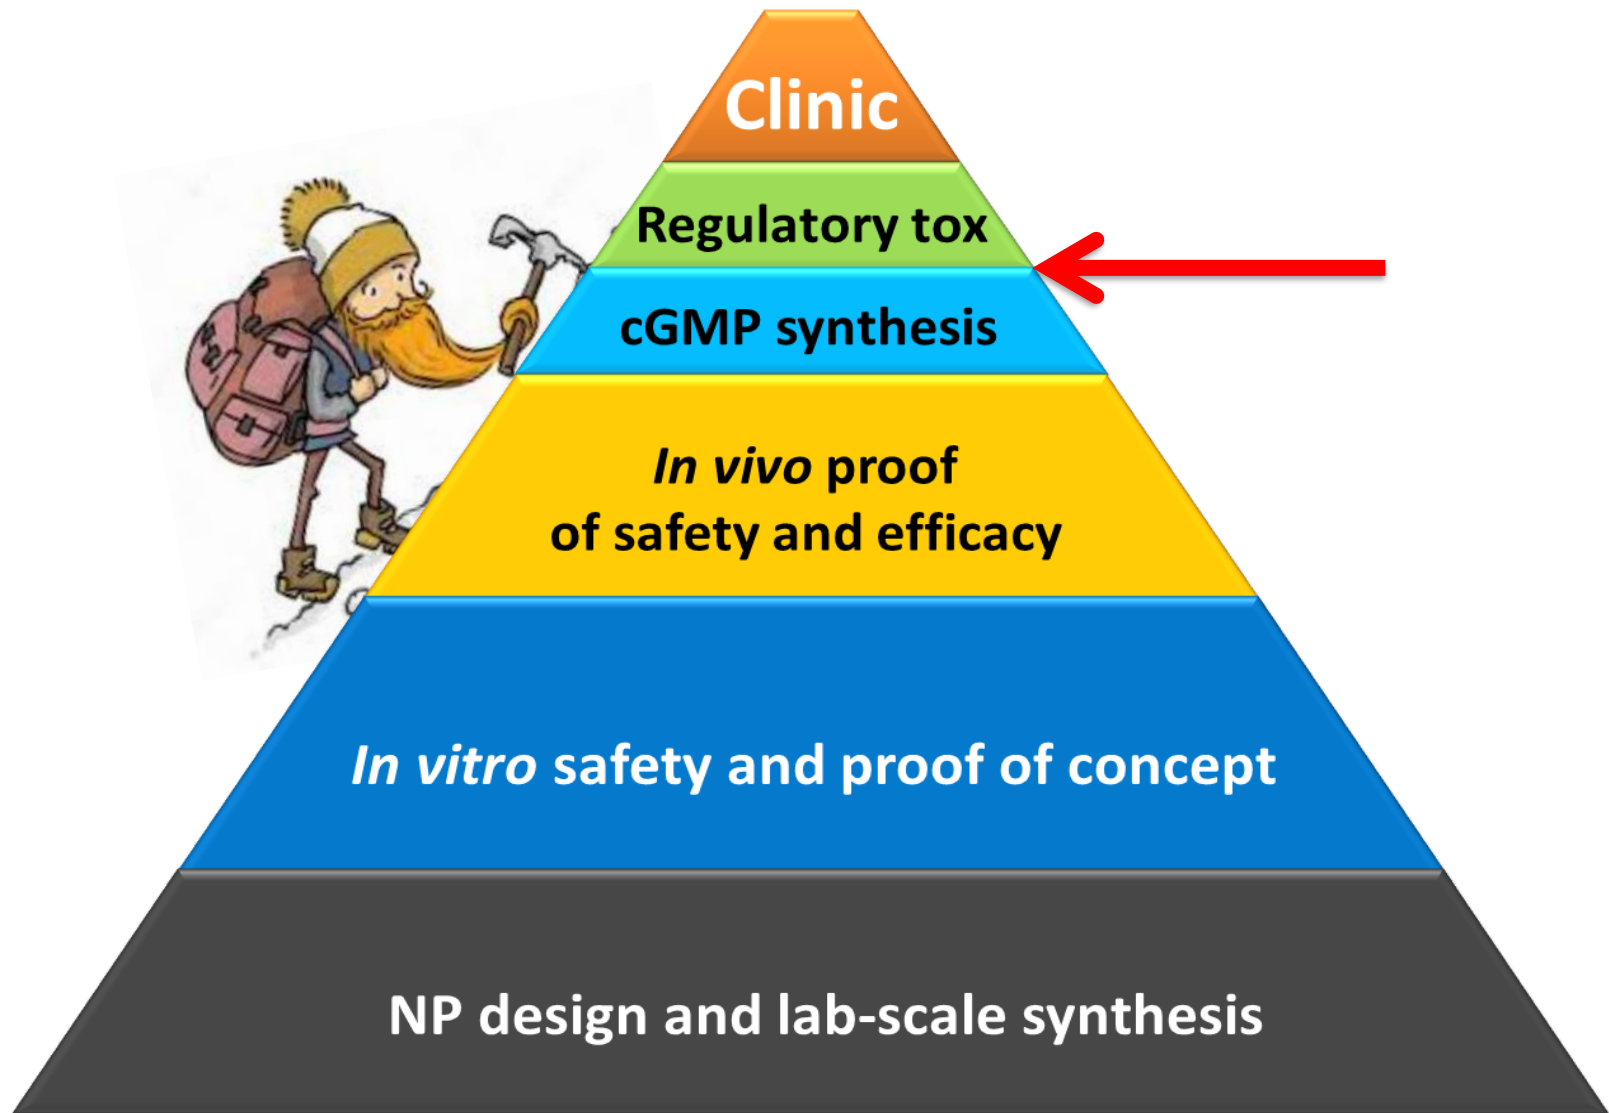 Clinic
Regulatory tox
cGMP synthesis
In vivo proof
of safety and efficacy
In vitro safety and proof of concept
NP design and lab-scale synthesis